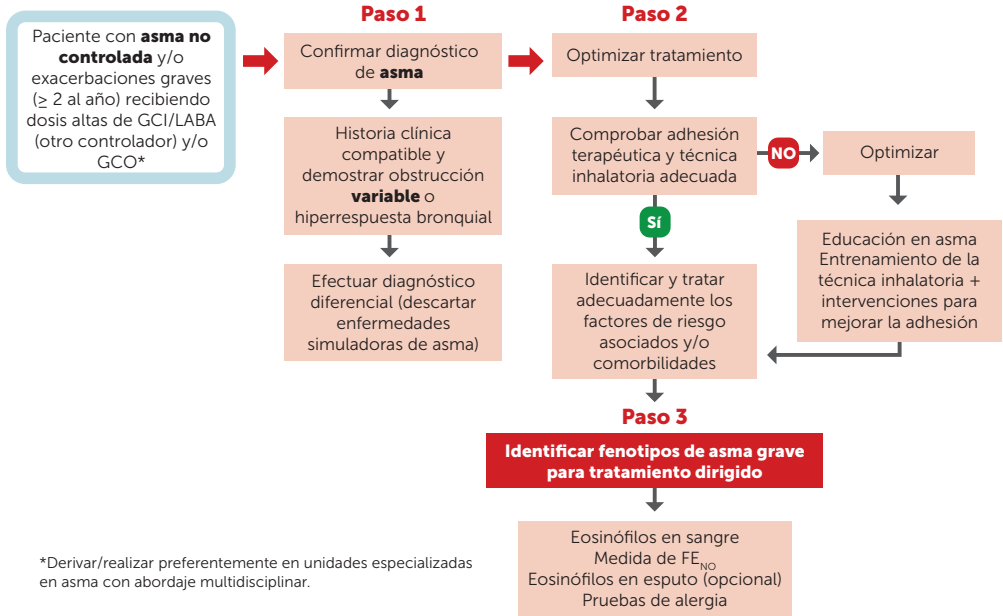 Paciente con asma no
controlada y/o
exacerbaciones graves
(≥ 2 al año) recibiendo
dosis altas de GCI/LABA
(otro controlador) y/o
GCO*
Paso 1
Confirmar diagnóstico
de asma
Historia clínica
compatible y
demostrar obstrucción
variable o
hiperrespuesta bronquial
Efectuar diagnóstico
diferencial (descartar
enfermedades
simuladoras de asma)
Paso 2
Optimizar tratamiento
Comprobar adhesión
terapéutica y técnica
inhalatoria adecuada
NO
Optimizar
Educación en asma
Entrenamiento de la
técnica inhalatoria +
intervenciones para
mejorar la adhesión
Sí
Identificar y tratar
adecuadamente los
factores de riesgo
asociados y/o
comorbilidades
Paso 3
Identificar fenotipos de asma grave
para tratamiento dirigido
Eosinófilos en sangre
Medida de FENO
Eosinófilos en esputo (opcional)
Pruebas de alergia
*Derivar/realizar preferentemente en unidades especializadas
en asma con abordaje multidisciplinar.